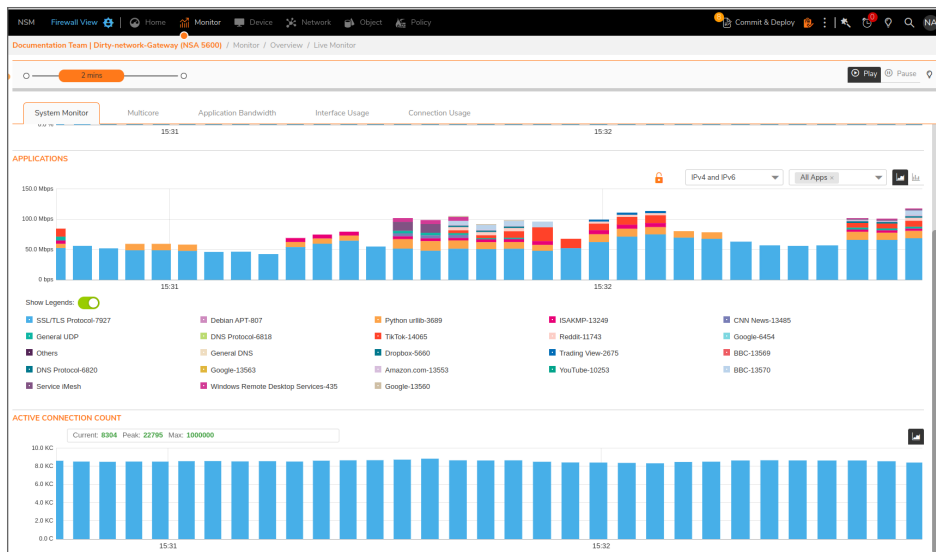 NSM Firewall View Home Monitor Device Network Object Policy Commit & Deploy NA
Documentation Team | Dirty-network-Gateway (NSA 5600) / Monitor / Overview / Live Monitor
2 mins Play Pause
System Monitor Multicore Application Bandwidth Interface Usage Connection Usage
0.0 %
15:31 15:32
APPLICATIONS
IPv4 and IPv6 All Apps ×
150.0 Mbps
100.0 Mbps
50.0 Mbps
0 bps
15:31 15:32
Show Legends:
SSL/TLS Protocol-7927 Debian APT-807 Python urllib-3689 ISAKMP-13249 CNN News-13485
General UDP DNS Protocol-6818 TikTok-14065 Reddit-11743 Google-6454
Others General DNS Dropbox-5660 Trading View-2675 BBC-13569
DNS Protocol-6820 Google-13563 Amazon.com-13553 YouTube-10253 BBC-13570
Service iMesh Windows Remote Desktop Services-435 Google-13560
ACTIVE CONNECTION COUNT
Current: 8304 Peak: 22795 Max: 1000000
10.0 KC
8.0 KC
6.0 KC
4.0 KC
2.0 KC
0.0 C
15:31 15:32